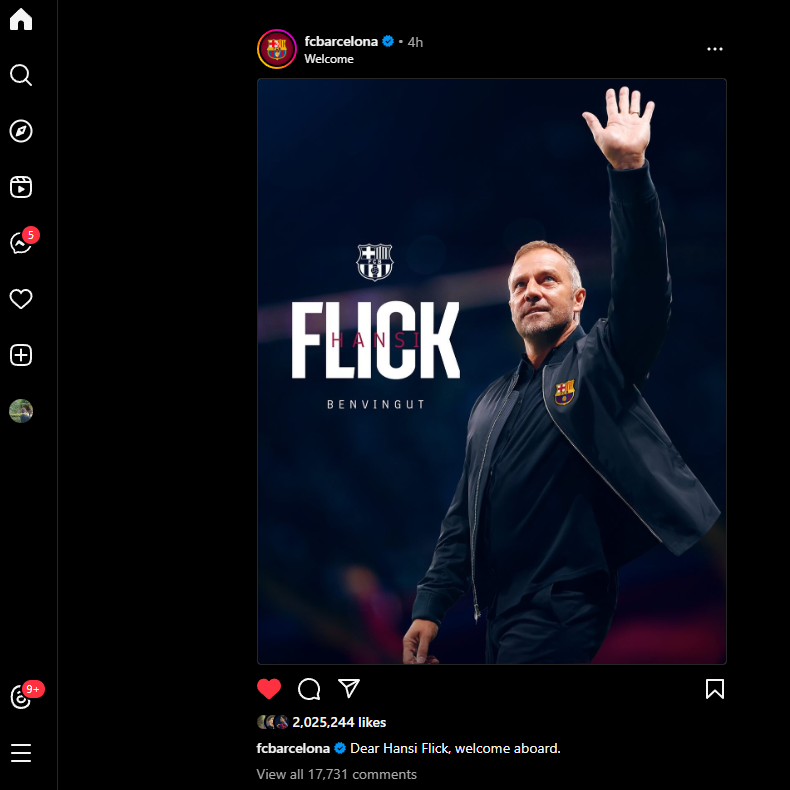 fcbarcelona • 4h
Welcome
5
FCB
FLICK
HANSI
BENVINGUT
9+
2,025,244 likes
fcbarcelona Dear Hansi Flick, welcome aboard.
View all 17,731 comments